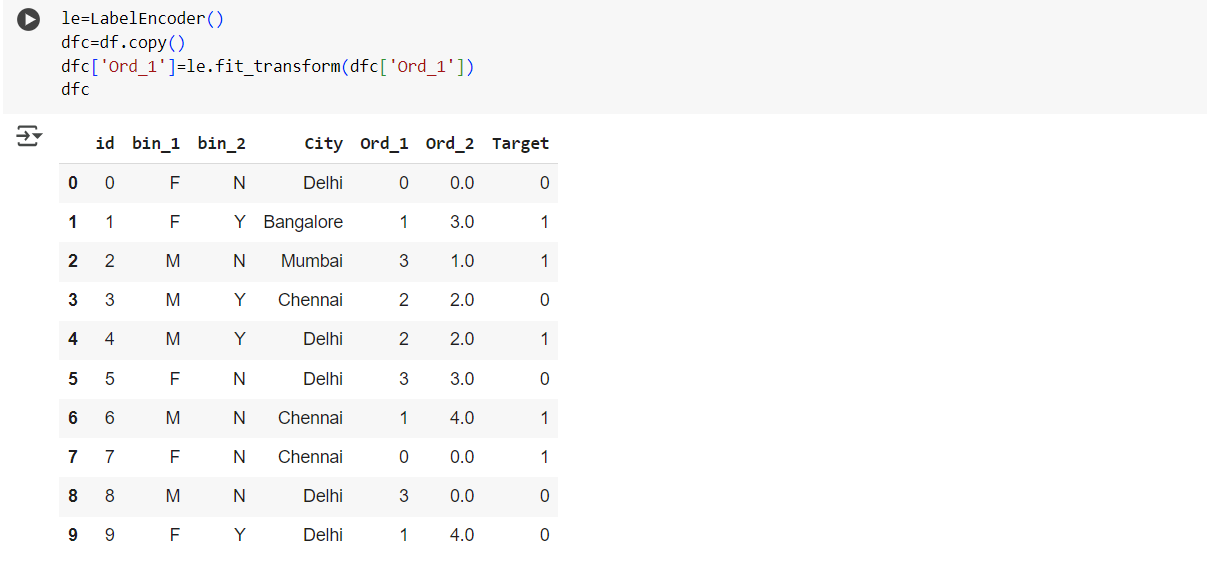 le=LabelEncoder()
dfc=df.copy()
dfc['Ord_1']=le.fit_transform(dfc['Ord_1'])
dfc
id bin_1 bin_2 City Ord_1 Ord_2 Target
0 0 F N Delhi 0 0.0 0
1 1 F Y Bangalore 1 3.0 1
2 2 M N Mumbai 3 1.0 1
3 3 M Y Chennai 2 2.0 0
4 4 M Y Delhi 2 2.0 1
5 5 F N Delhi 3 3.0 0
6 6 M N Chennai 1 4.0 1
7 7 F N Chennai 0 0.0 1
8 8 M N Delhi 3 0.0 0
9 9 F Y Delhi 1 4.0 0